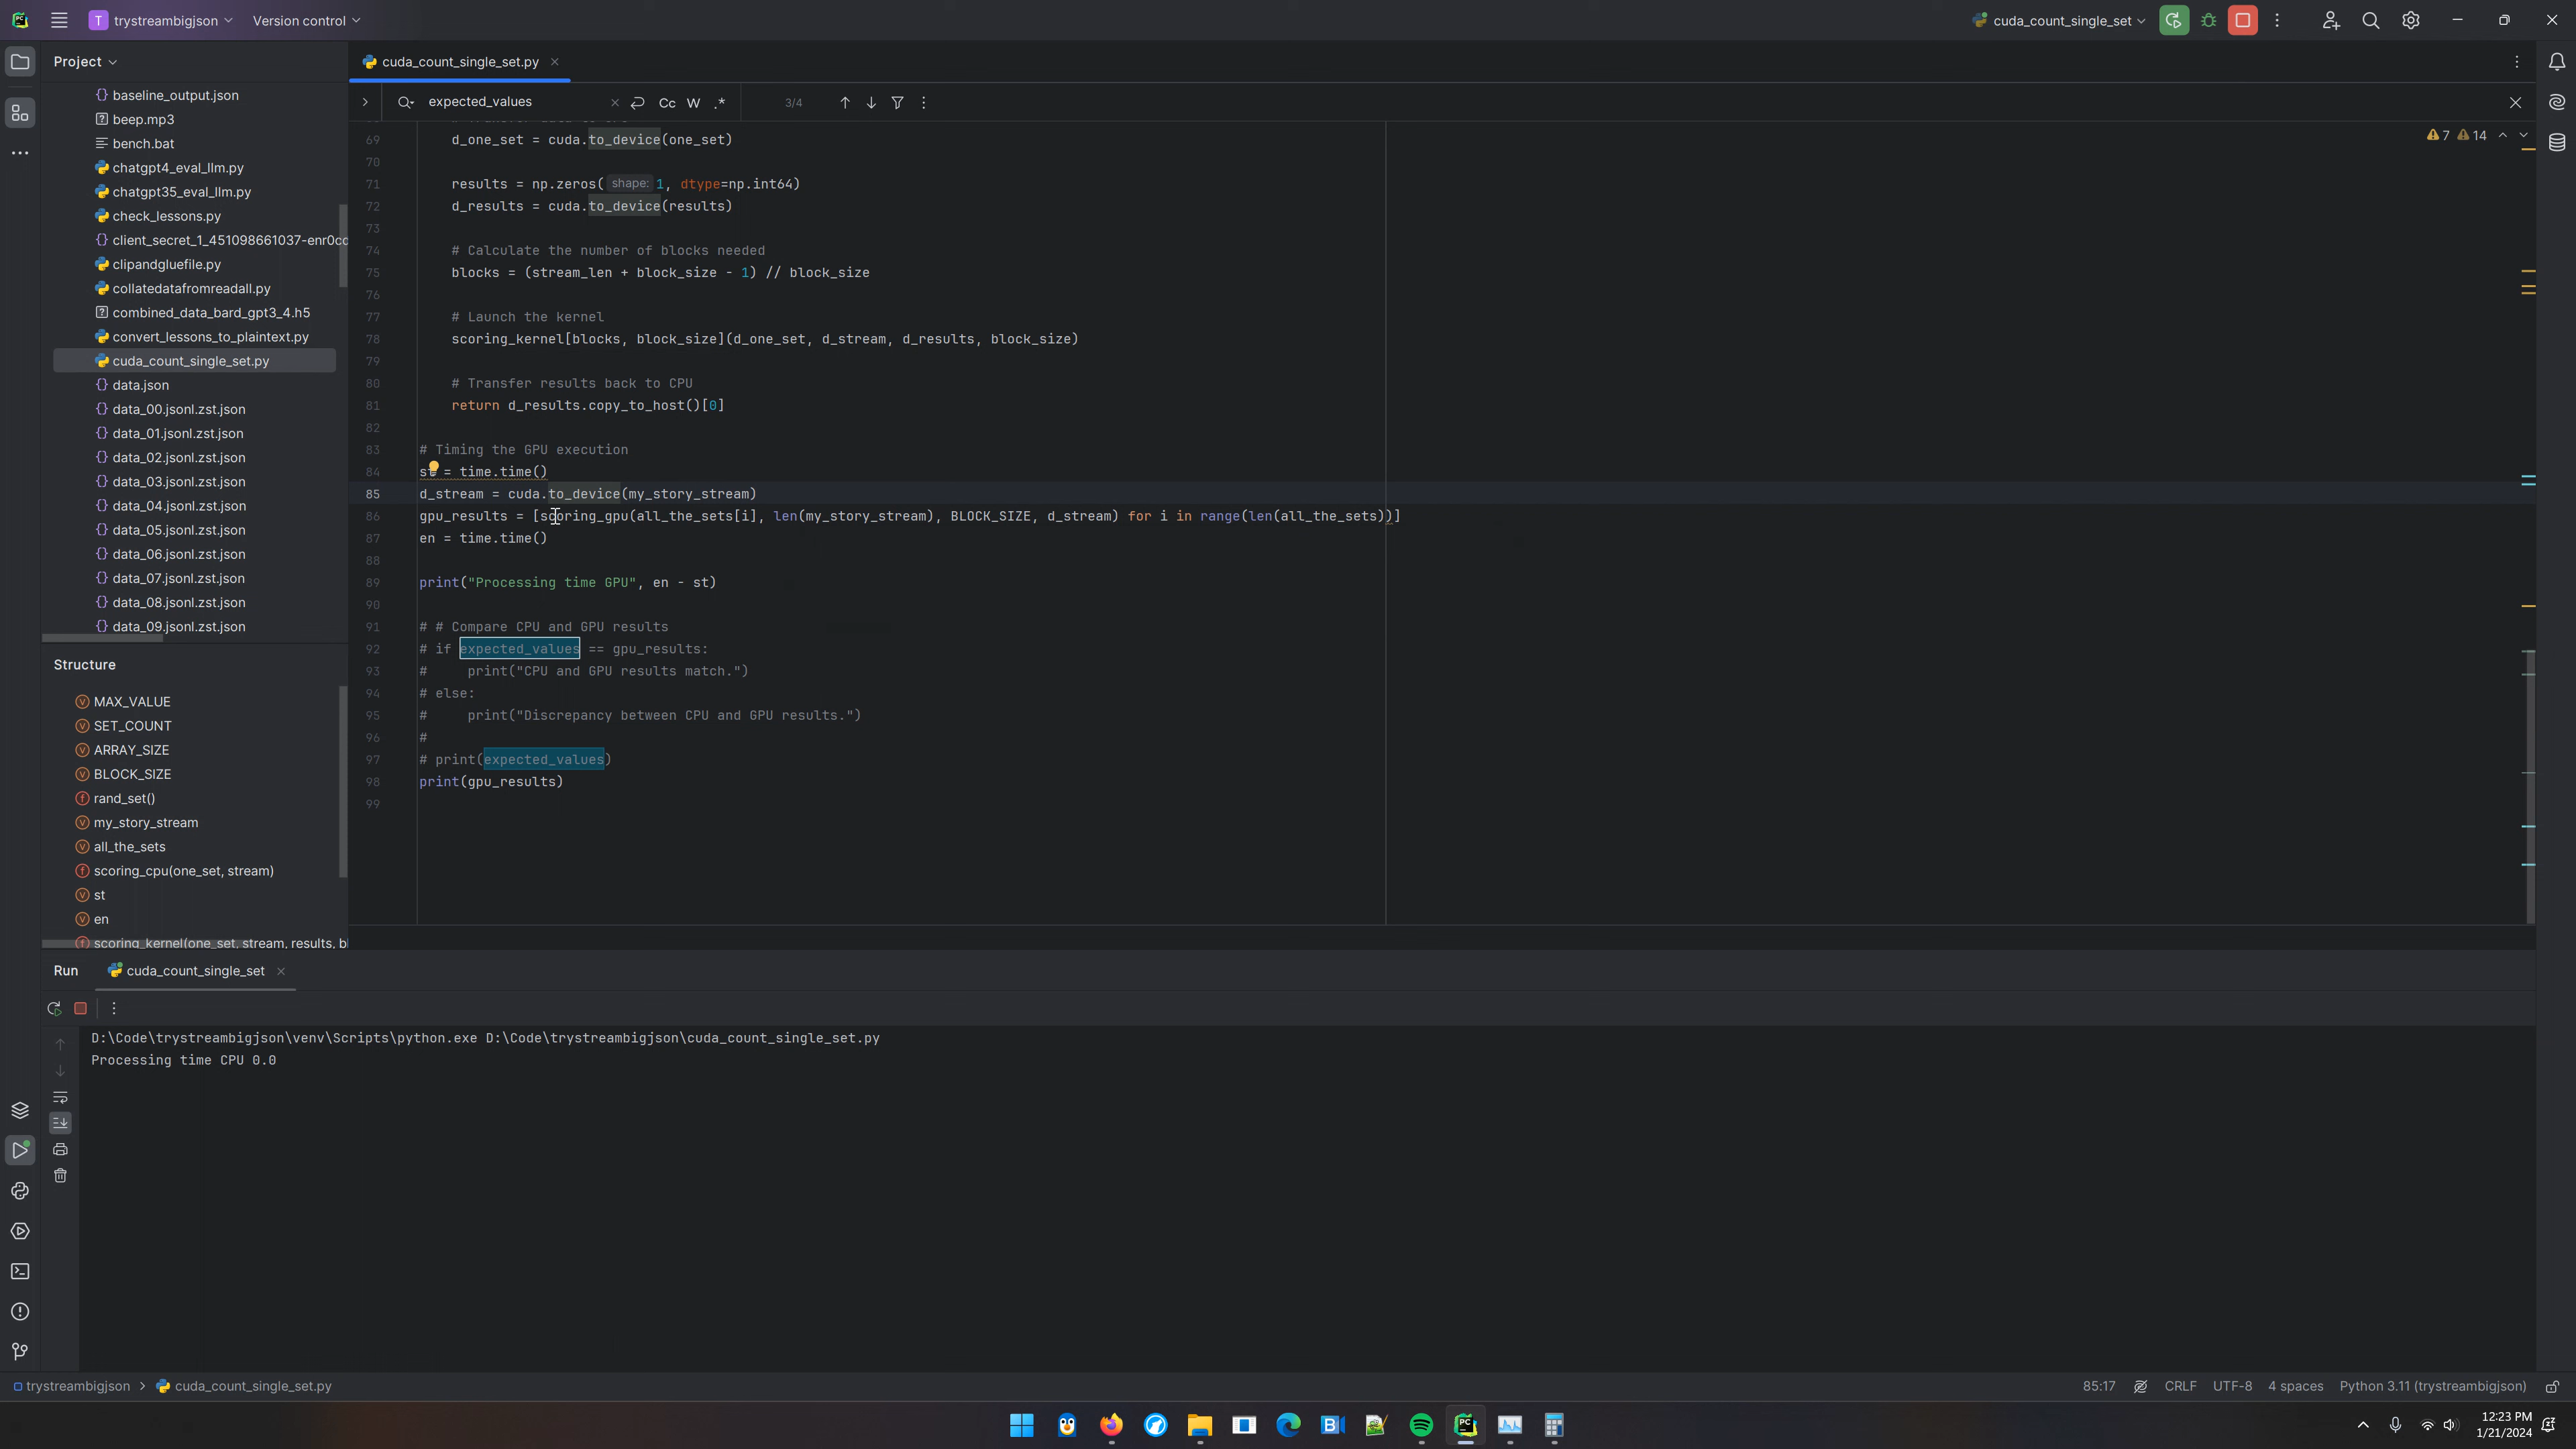 T trystreambigjson Version control cuda_count_single_set
Project
cuda_count_single_set.py
expected_values Cc W .* 3/4
7 14
baseline_output.json
beep.mp3
bench.bat
chatgpt4_eval_llm.py
chatgpt35_eval_llm.py
check_lessons.py
client_secret_1_451098661037-enr0cd
clipandgluefile.py
collatedatafromreadall.py
combined_data_bard_gpt3_4.h5
convert_lessons_to_plaintext.py
cuda_count_single_set.py
data.json
data_00.jsonl.zst.json
data_01.jsonl.zst.json
data_02.jsonl.zst.json
data_03.jsonl.zst.json
data_04.jsonl.zst.json
data_05.jsonl.zst.json
data_06.jsonl.zst.json
data_07.jsonl.zst.json
data_08.jsonl.zst.json
data_09.jsonl.zst.json
Structure
MAX_VALUE
SET_COUNT
ARRAY_SIZE
BLOCK_SIZE
rand_set()
my_story_stream
all_the_sets
scoring_cpu(one_set, stream)
st
en
scoring_kernel(one_set, stream, results, bl
69 d_one_set = cuda.to_device(one_set)
70
71 results = np.zeros( shape: 1, dtype=np.int64)
72 d_results = cuda.to_device(results)
73
74 # Calculate the number of blocks needed
75 blocks = (stream_len + block_size - 1) // block_size
76
77 # Launch the kernel
78 scoring_kernel[blocks, block_size](d_one_set, d_stream, d_results, block_size)
79
80 # Transfer results back to CPU
81 return d_results.copy_to_host()[0]
82
83 # Timing the GPU execution
84 st = time.time()
85 d_stream = cuda.to_device(my_story_stream)
86 gpu_results = [scoring_gpu(all_the_sets[i], len(my_story_stream), BLOCK_SIZE, d_stream) for i in range(len(all_the_sets))]
87 en = time.time()
88
89 print("Processing time GPU", en - st)
90
91 # # Compare CPU and GPU results
92 # if expected_values == gpu_results:
93 #     print("CPU and GPU results match.")
94 # else:
95 #     print("Discrepancy between CPU and GPU results.")
96 #
97 # print(expected_values)
98 print(gpu_results)
99
Run cuda_count_single_set
D:\Code\trystreambigjson\venv\Scripts\python.exe D:\Code\trystreambigjson\cuda_count_single_set.py
Processing time CPU 0.0
trystreambigjson > cuda_count_single_set.py 85:17 CRLF UTF-8 4 spaces Python 3.11 (trystreambigjson)
12:23 PM
1/21/2024